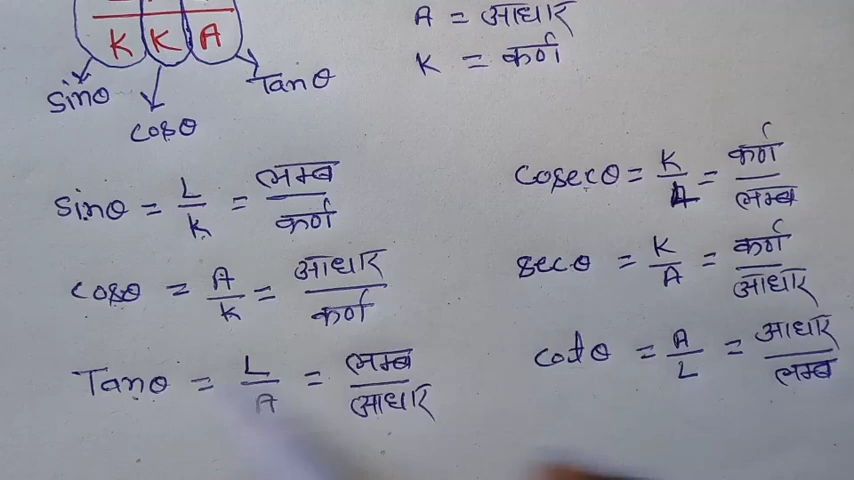 K K A
A = आधार
K = कर्ण
sinθ
cosθ
Tanθ
sinθ = L/K = लम्ब/कर्ण
cosθ = A/K = आधार/कर्ण
Tanθ = L/A = लम्ब/आधार
cosecθ = K/L = कर्ण/लम्ब
secθ = K/A = कर्ण/आधार
cotθ = A/L = आधार/लम्ब